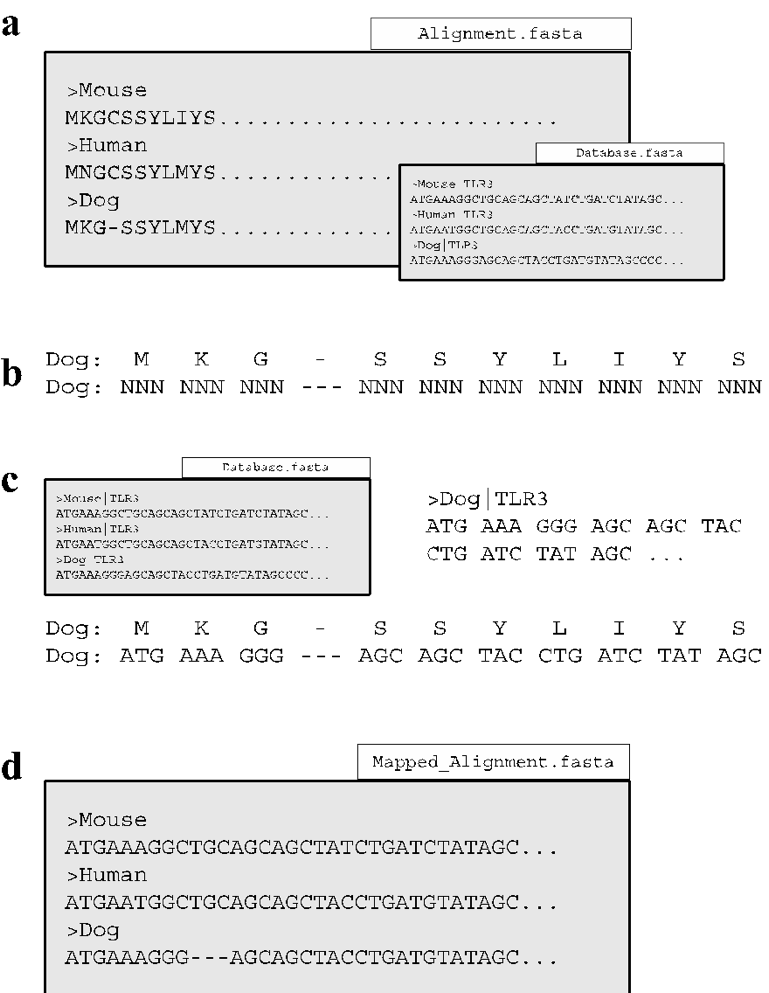 a
Alignment.fasta
>Mouse
MKGCSSYLIYS.........................
>Human
MNGCSSYLMYS.............
>Dog
MKG-SSYLMYS.............
Database.fasta
>Mouse TLR3
ATGAAAGGCTGCAGCAGCTATCTGATCTATAGC...
>Human TLR3
ATGAATGGCTGCAGCAGCTACCTGATGTATAGC...
>Dog|TLR3
ATGAAAGGGAGCAGCTACCTGATGTATAGCCCC...
b
Dog: M K G - S S Y L I Y S
Dog: NNN NNN NNN --- NNN NNN NNN NNN NNN NNN NNN
c
Database.fasta
>Mouse|TLR3
ATGAAAGGCTGCAGCAGCTATCTGATCTATAGC...
>Human|TLR3
ATGAATGGCTGCAGCAGCTACCTGATGTATAGC...
>Dog TLR3
ATGAAAGGGAGCAGCTACCTGATGTATAGCCCC...
>Dog|TLR3
ATG AAA GGG AGC AGC TAC
CTG ATC TAT AGC ...
Dog: M K G - S S Y L I Y S
Dog: ATG AAA GGG --- AGC AGC TAC CTG ATC TAT AGC
d
Mapped_Alignment.fasta
>Mouse
ATGAAAGGCTGCAGCAGCTATCTGATCTATAGC...
>Human
ATGAATGGCTGCAGCAGCTACCTGATGTATAGC...
>Dog
ATGAAAGGG---AGCAGCTACCTGATGTATAGC...